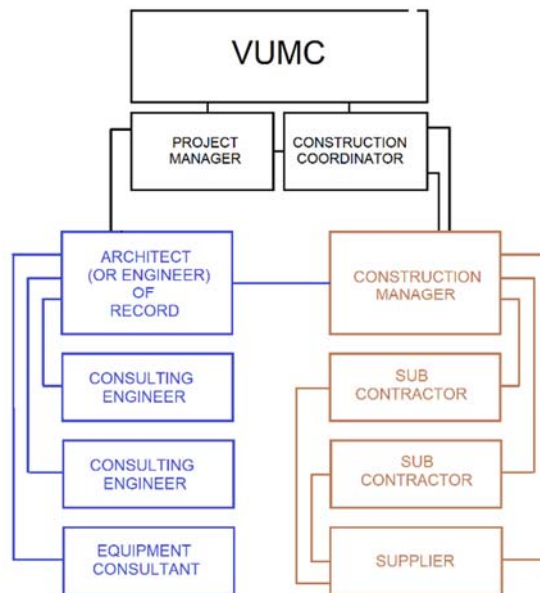 VUMC
PROJECT
MANAGER
CONSTRUCTION
COORDINATOR
ARCHITECT
(OR ENGINEER)
OF
RECORD
CONSTRUCTION
MANAGER
CONSULTING
ENGINEER
SUB
CONTRACTOR
CONSULTING
ENGINEER
SUB
CONTRACTOR
EQUIPMENT
CONSULTANT
SUPPLIER